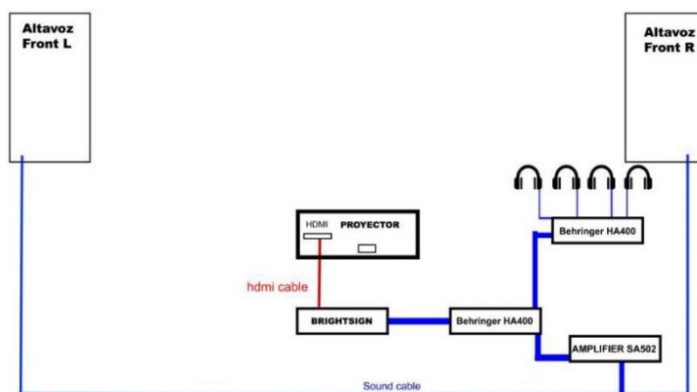 Altavoz
Front L
Altavoz
Front R
HDMI
PROYECTOR
Behringer HA400
hdmi cable
BRIGHTSIGN
Behringer HA400
AMPLIFIER SA502
Sound cable